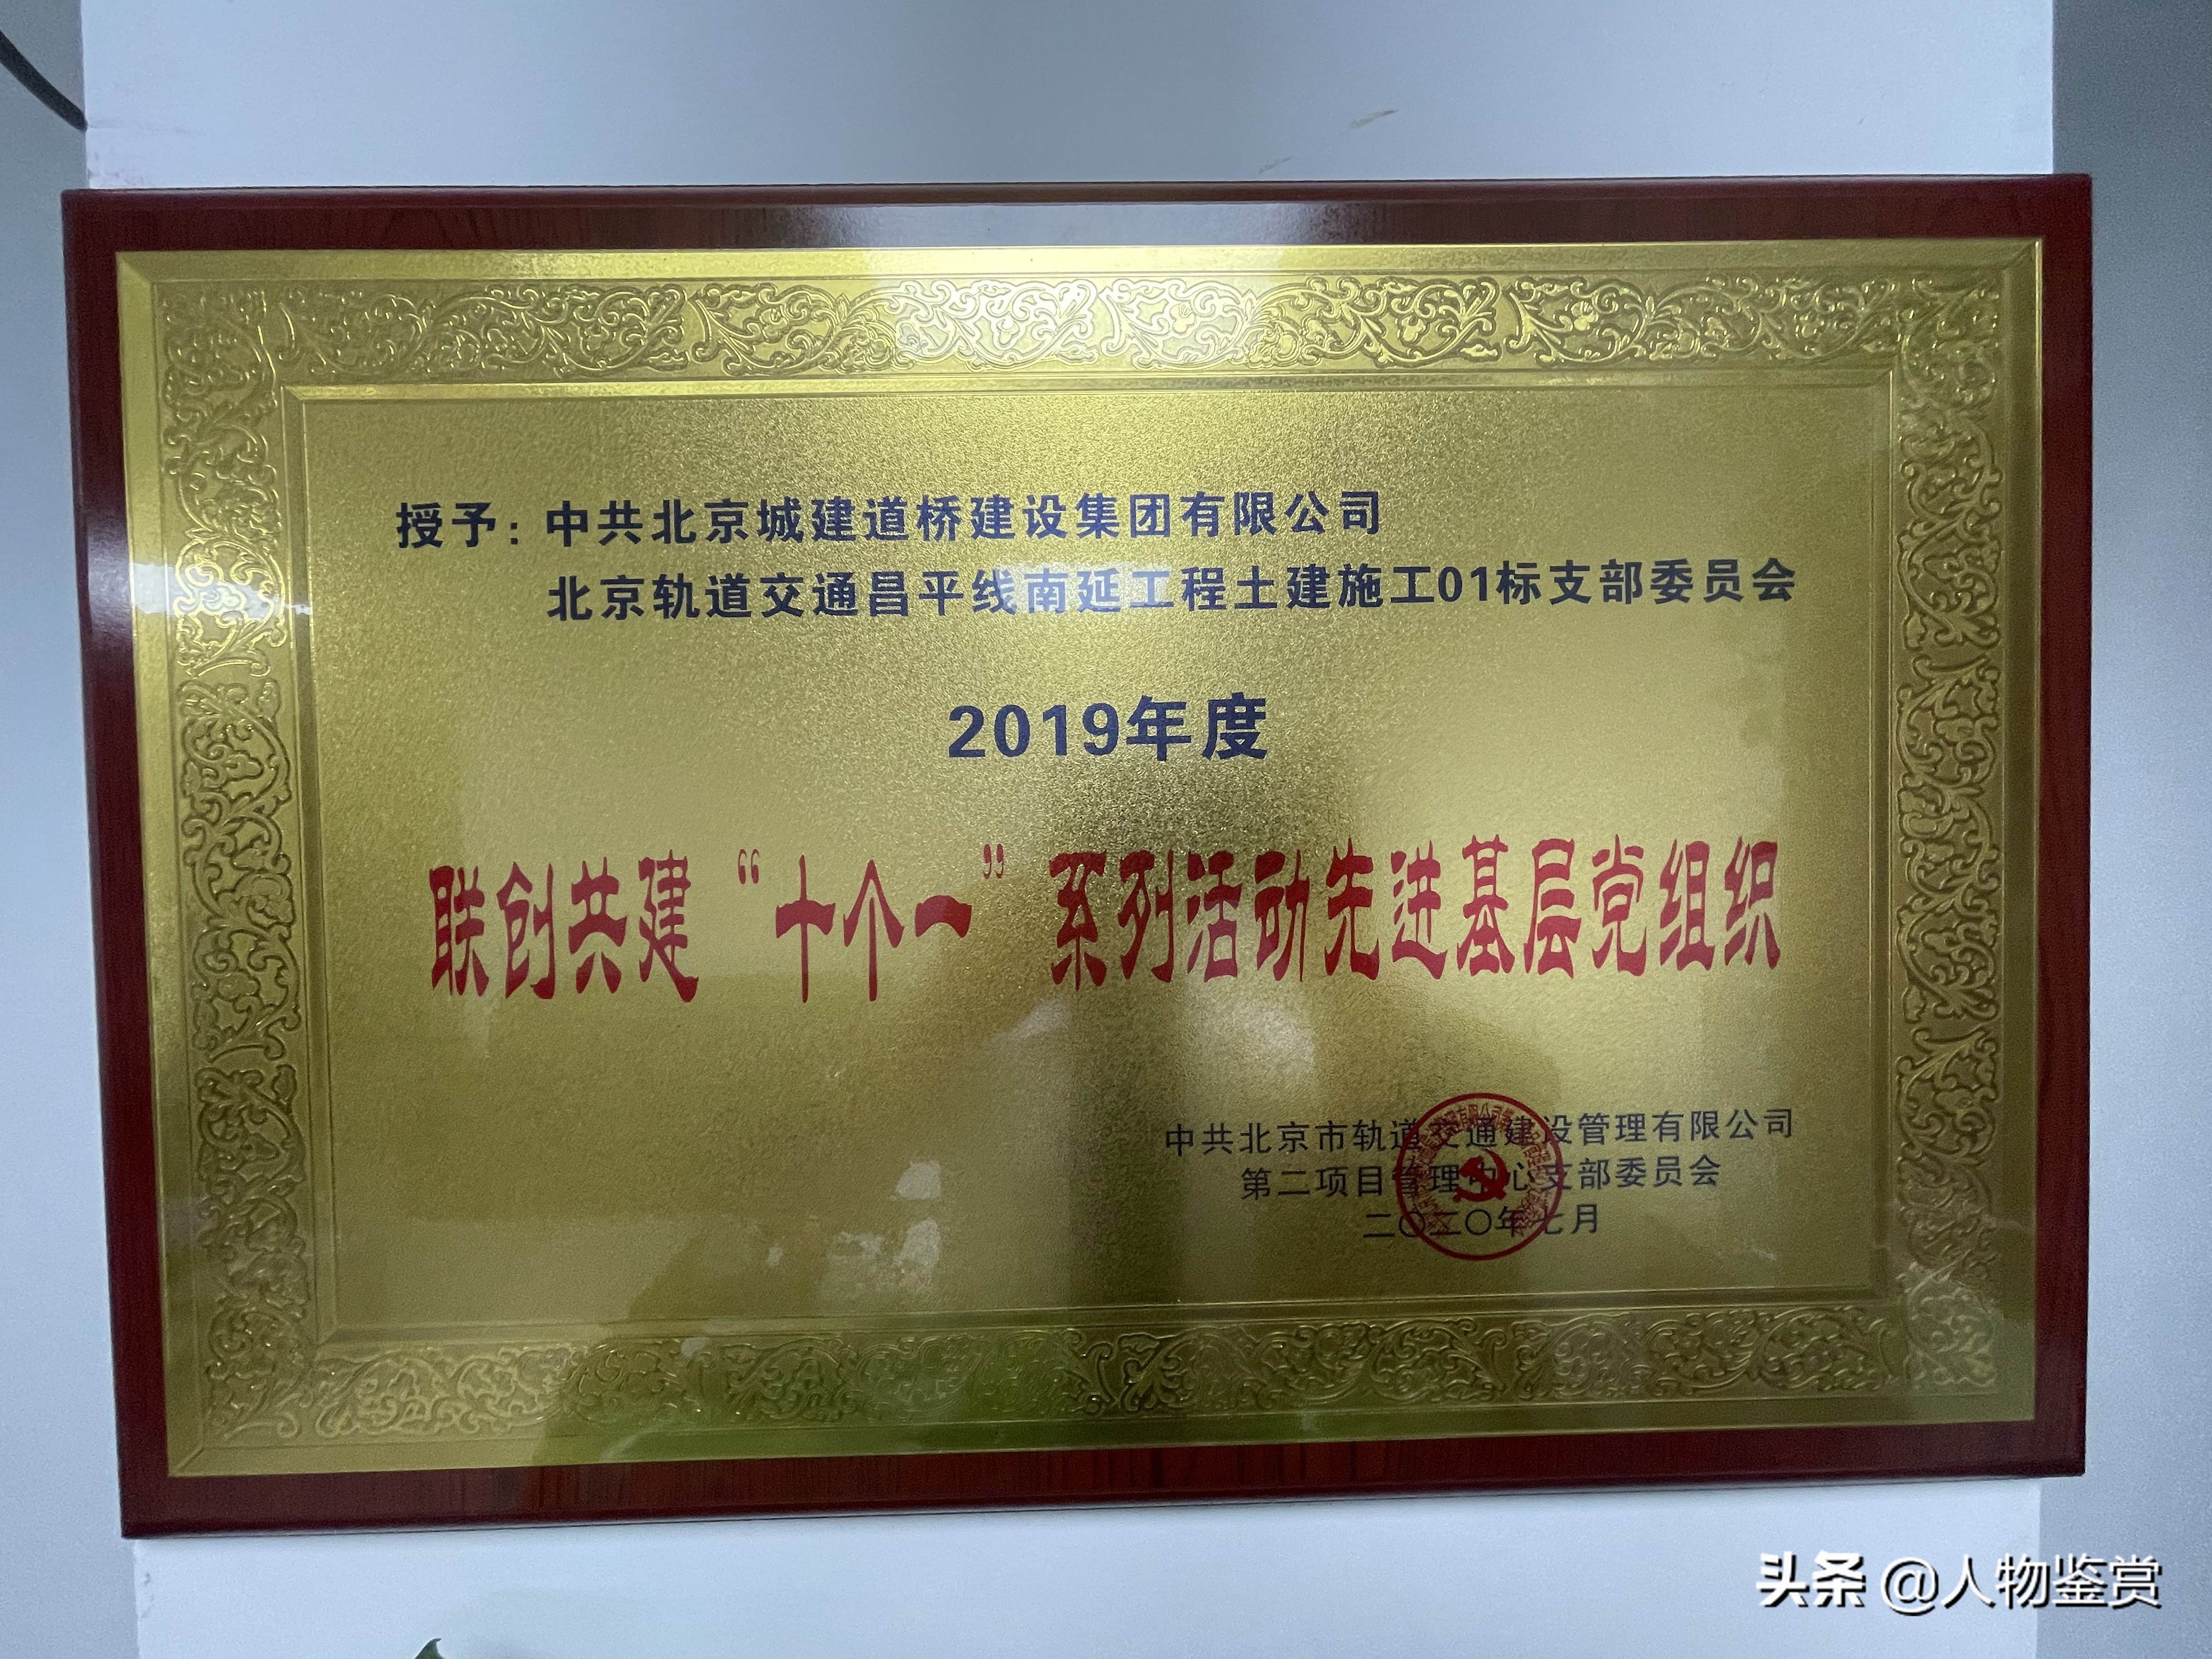 授予：中共北京城建道桥建设集团有限公司
北京轨道交通昌平线南延工程土建施工01标支部委员会
2019年度
联创共建“十个一”系列活动先进基层党组织
中共北京市轨道交通建设管理有限公司
第二项目管理中心支部委员会
二〇二〇年七月
头条 @人物鉴赏